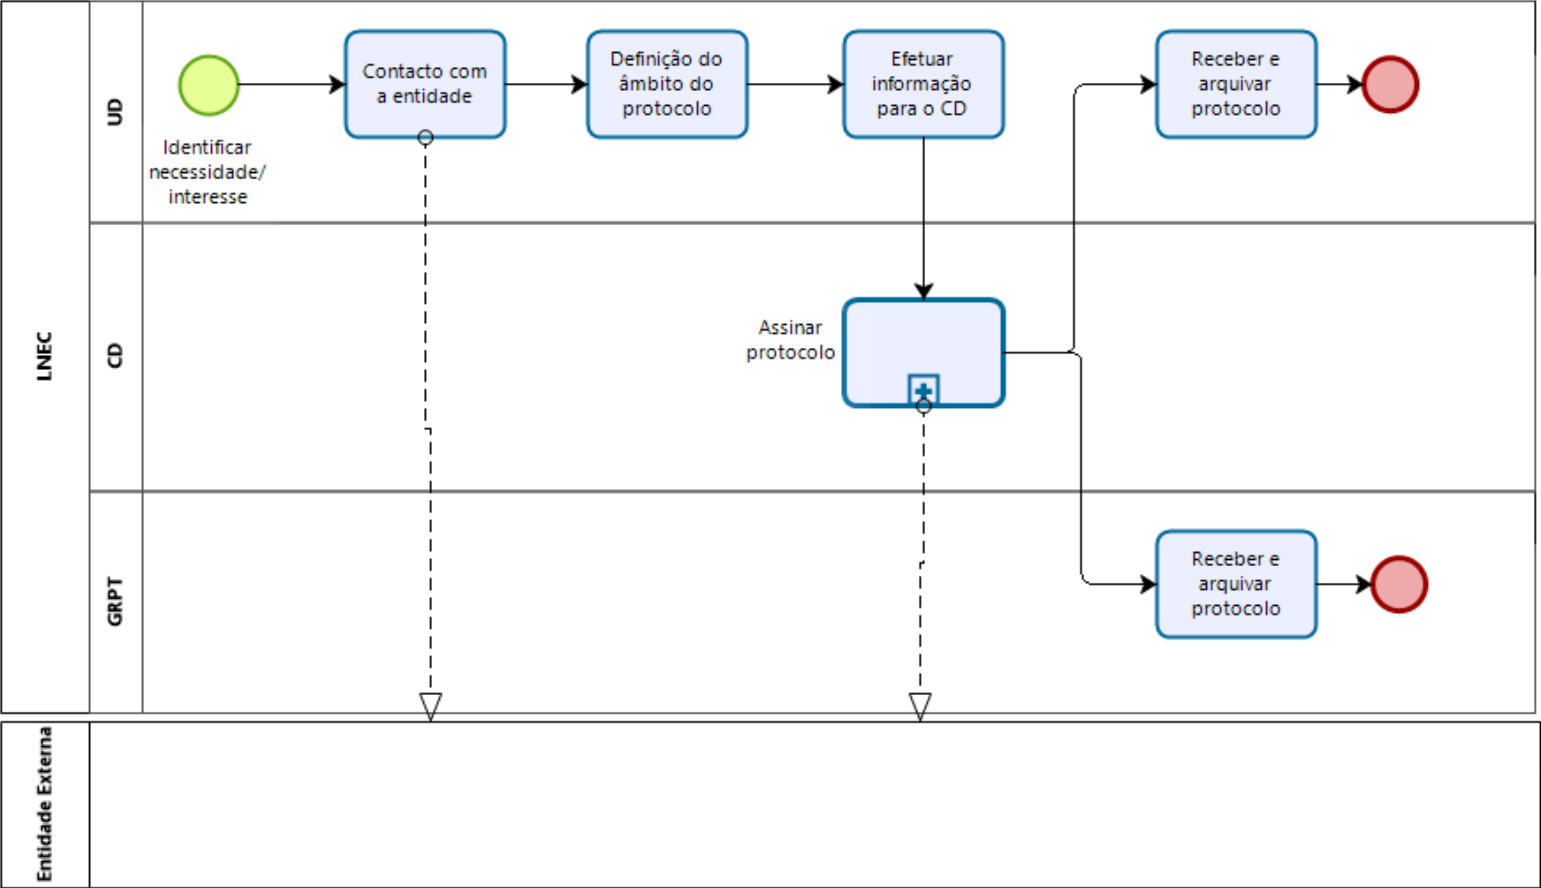 LNEC
UD
Identificar
necessidade/
interesse
Contacto com
a entidade
Definição do
âmbito do
protocolo
Efetuar
informação
para o CD
Receber e
arquivar
protocolo
CD
Assinar
protocolo
GRPT
Receber e
arquivar
protocolo
Entidade Externa